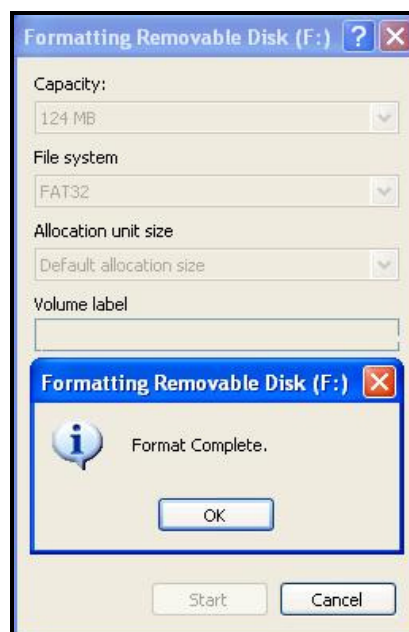 Formatting Removable Disk (F:)
Capacity:
124 MB
File system
FAT32
Allocation unit size
Default allocation size
Volume label
Formatting Removable Disk (F:)
Format Complete.
OK
Start Cancel